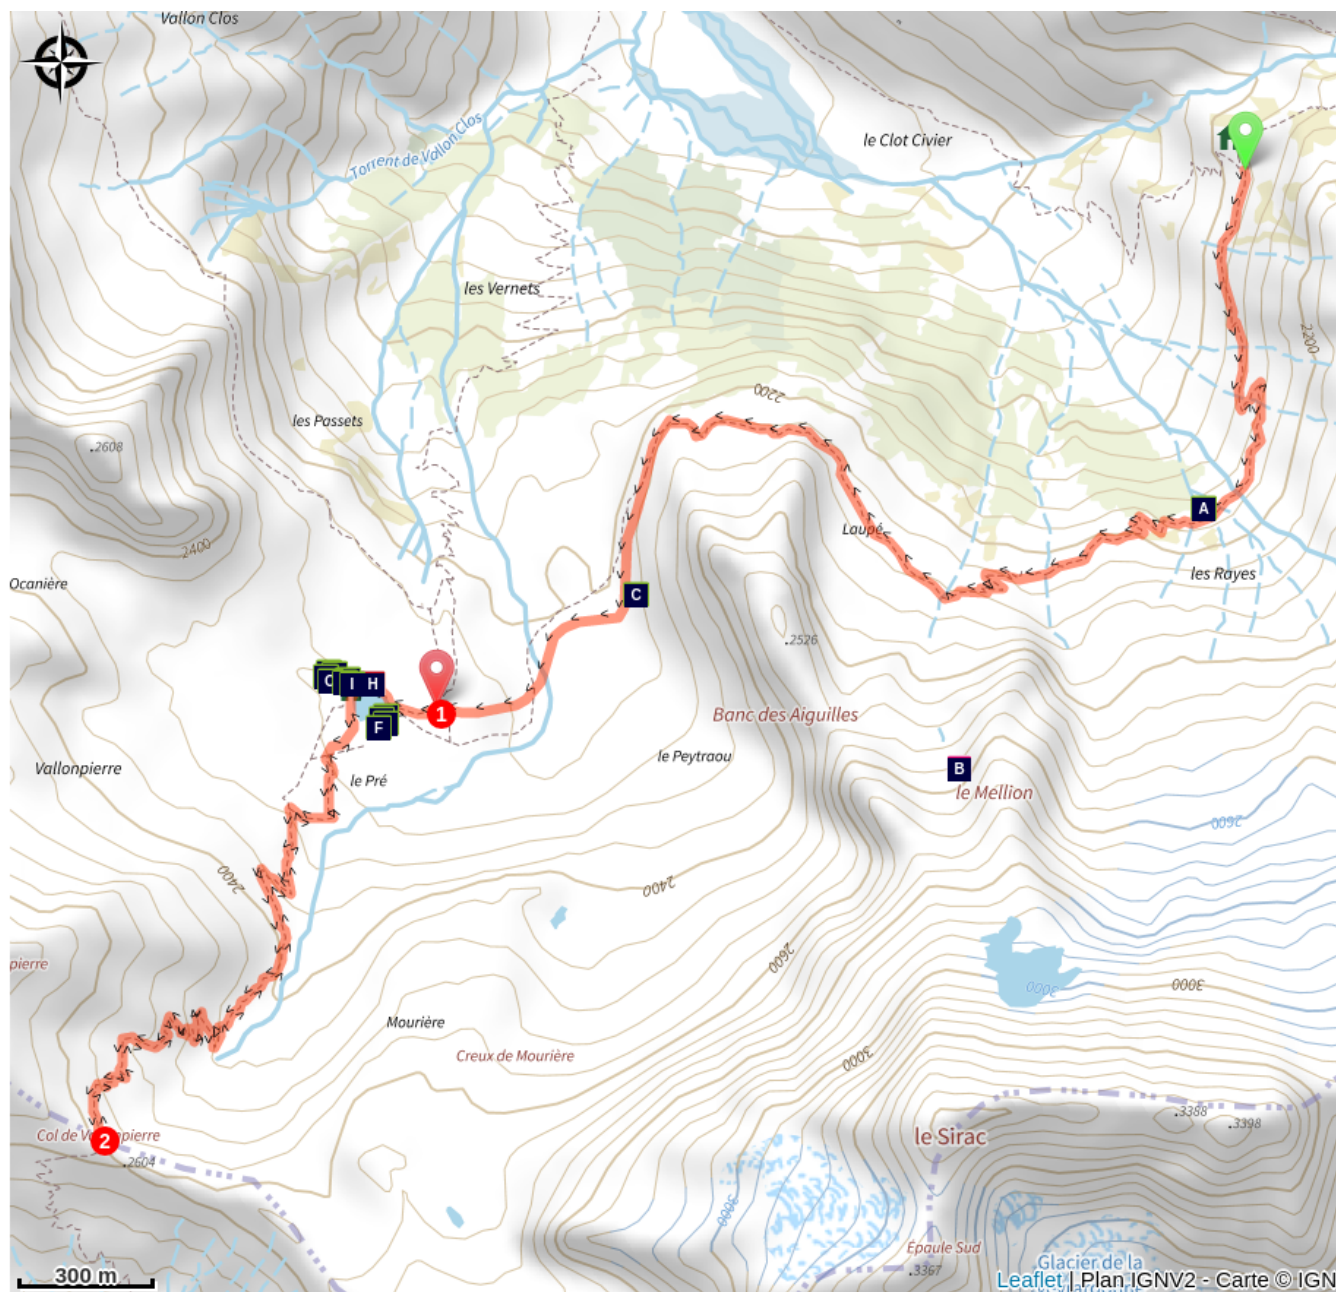 Vallon Clos
le Clot Civier
Torrent de Vallon Clos
les Vernets
2200
2200
les Passets
.2608
2400
A
Laupé
les Rayes
Ocanière
C
.2526
I
H
1
F
Banc des Aiguilles
le Peytraou
Vallonpierre
le Pré
B
le Mellion
2600
2400
2400
2600
pierre
3000
3000
Mourière
Creux de Mourière
3000
.3388
.3398
Col de Vallonpierre
2
.2604
le Sirac
3000
Épaule Sud
.3367
Glacier de la
300 m
Leaflet | Plan IGNV2 - Carte © IGN